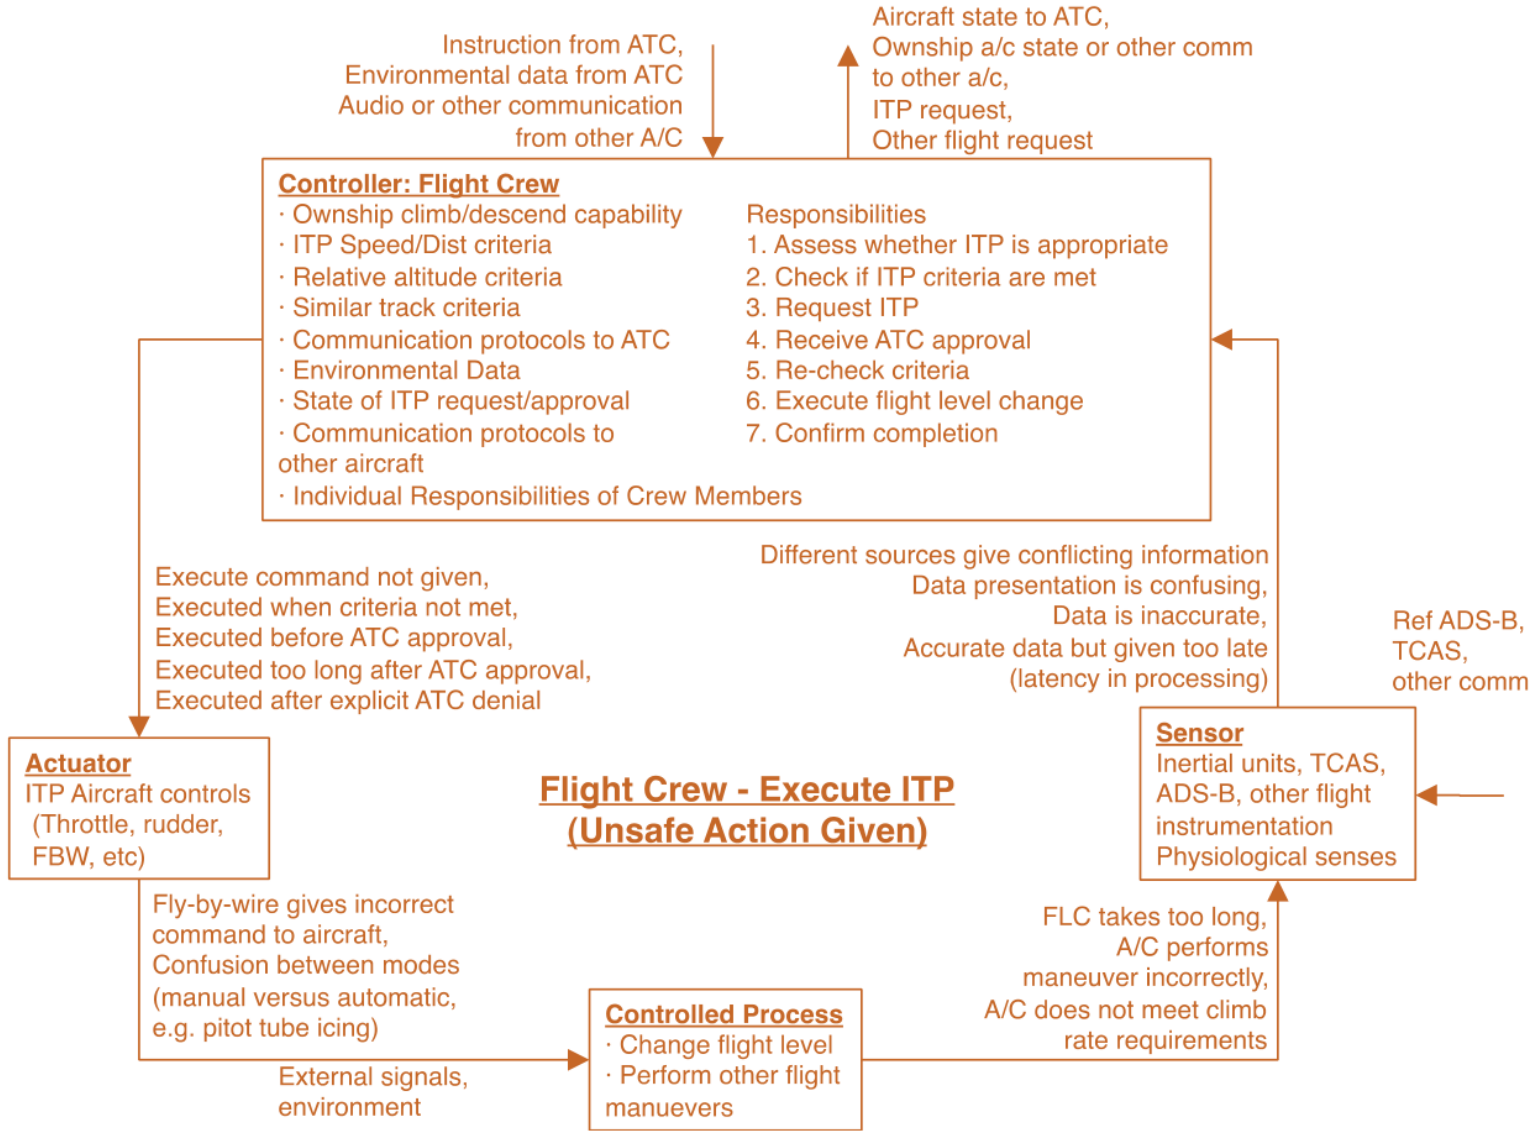 Instruction from ATC,
Environmental data from ATC
Audio or other communication
from other A/C
Aircraft state to ATC,
Ownship a/c state or other comm
to other a/c,
ITP request,
Other flight request
Controller: Flight Crew
· Ownship climb/descend capability
· ITP Speed/Dist criteria
· Relative altitude criteria
· Similar track criteria
· Communication protocols to ATC
· Environmental Data
· State of ITP request/approval
· Communication protocols to
other aircraft
· Individual Responsibilities of Crew Members
Responsibilities
1. Assess whether ITP is appropriate
2. Check if ITP criteria are met
3. Request ITP
4. Receive ATC approval
5. Re-check criteria
6. Execute flight level change
7. Confirm completion
Execute command not given,
Executed when criteria not met,
Executed before ATC approval,
Executed too long after ATC approval,
Executed after explicit ATC denial
Different sources give conflicting information
Data presentation is confusing,
Data is inaccurate,
Accurate data but given too late
(latency in processing)
Ref ADS-B,
TCAS,
other comm
Actuator
ITP Aircraft controls
(Throttle, rudder,
FBW, etc)
Flight Crew - Execute ITP
(Unsafe Action Given)
Sensor
Inertial units, TCAS,
ADS-B, other flight
instrumentation
Physiological senses
Fly-by-wire gives incorrect
command to aircraft,
Confusion between modes
(manual versus automatic,
e.g. pitot tube icing)
External signals,
environment
Controlled Process
· Change flight level
· Perform other flight
manuevers
FLC takes too long,
A/C performs
maneuver incorrectly,
A/C does not meet climb
rate requirements